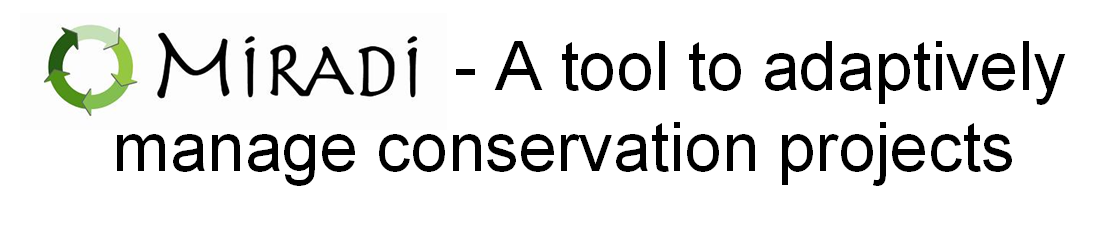 MiRADi - A tool to adaptively
manage conservation projects